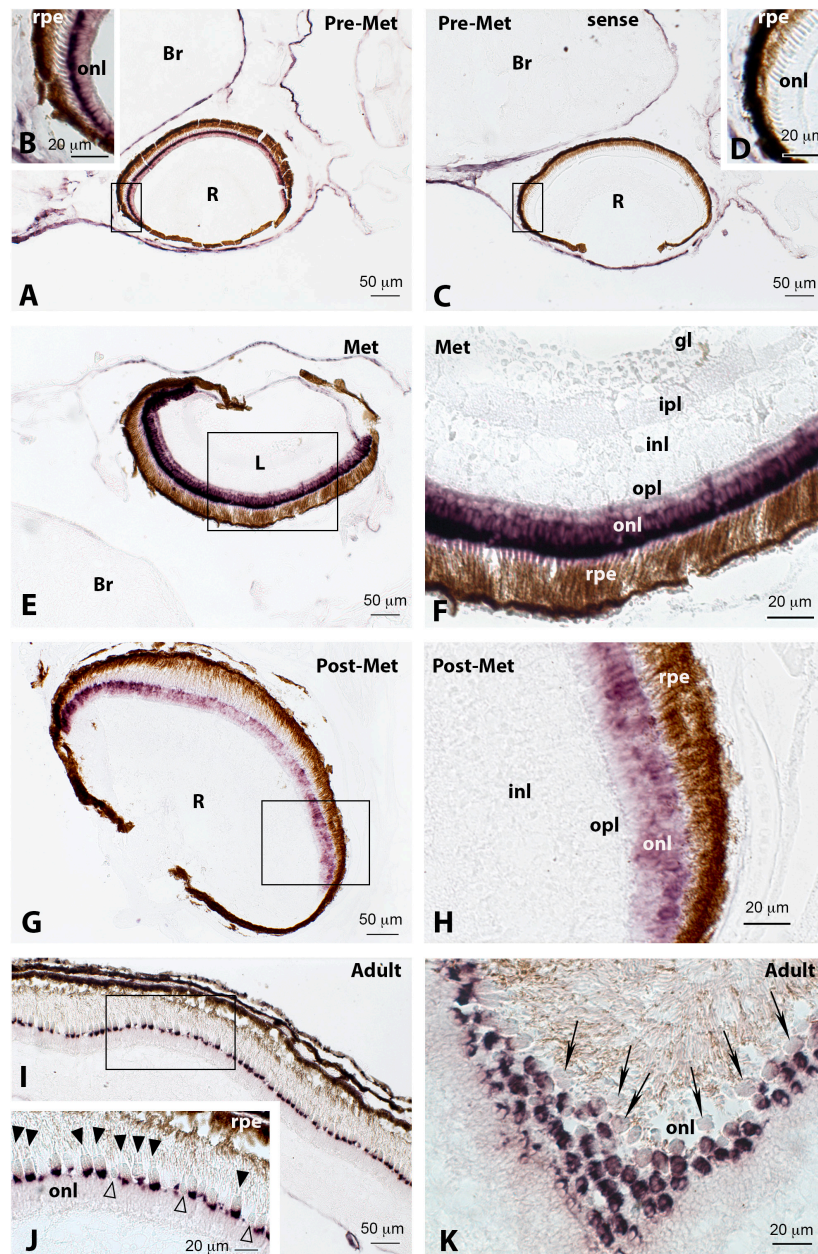 rpe
onl
B
20 μm
Pre-Met
Br
R
A
50 μm
Pre-Met
sense
Br
R
C
50 μm
rpe
onl
D
20 μm
Met
L
Br
E
50 μm
Met
gl
ipl
inl
opl
onl
rpe
F
20 μm
Post-Met
R
G
50 μm
Post-Met
rpe
inl
opl
onl
H
20 μm
Adult
I
50 μm
rpe
onl
J
20 μm
Adult
onl
K
20 μm